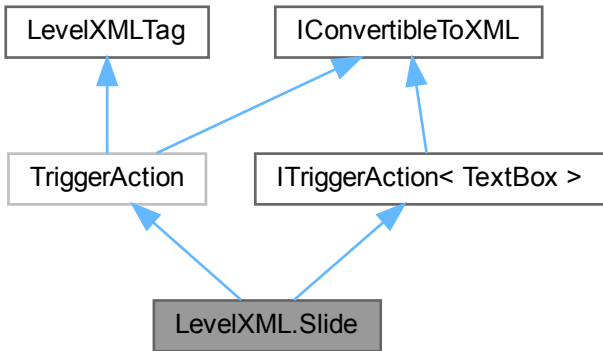 LevelXMLTag
IConvertibleToXML
TriggerAction
ITriggerAction< TextBox >
LevelXML.Slide